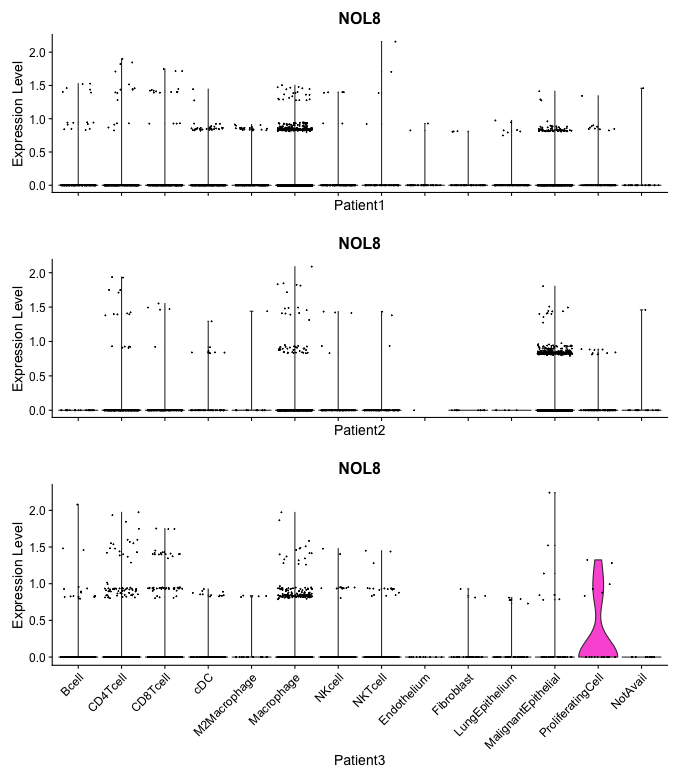 NOL8
Expression Level
2.0
1.5
1.0
0.5
0.0
Patient1
NOL8
Expression Level
2.0
1.5
1.0
0.5
0.0
Patient2
NOL8
Expression Level
2.0
1.5
1.0
0.5
0.0
Bcell
CD4Tcell
CD8Tcell
cDC
M2Macrophage
Macrophage
NKcell
NKTcell
Endothelium
Fibroblast
LungEpithelium
MalignantEpithelial
ProliferatingCell
NotAvail
Patient3